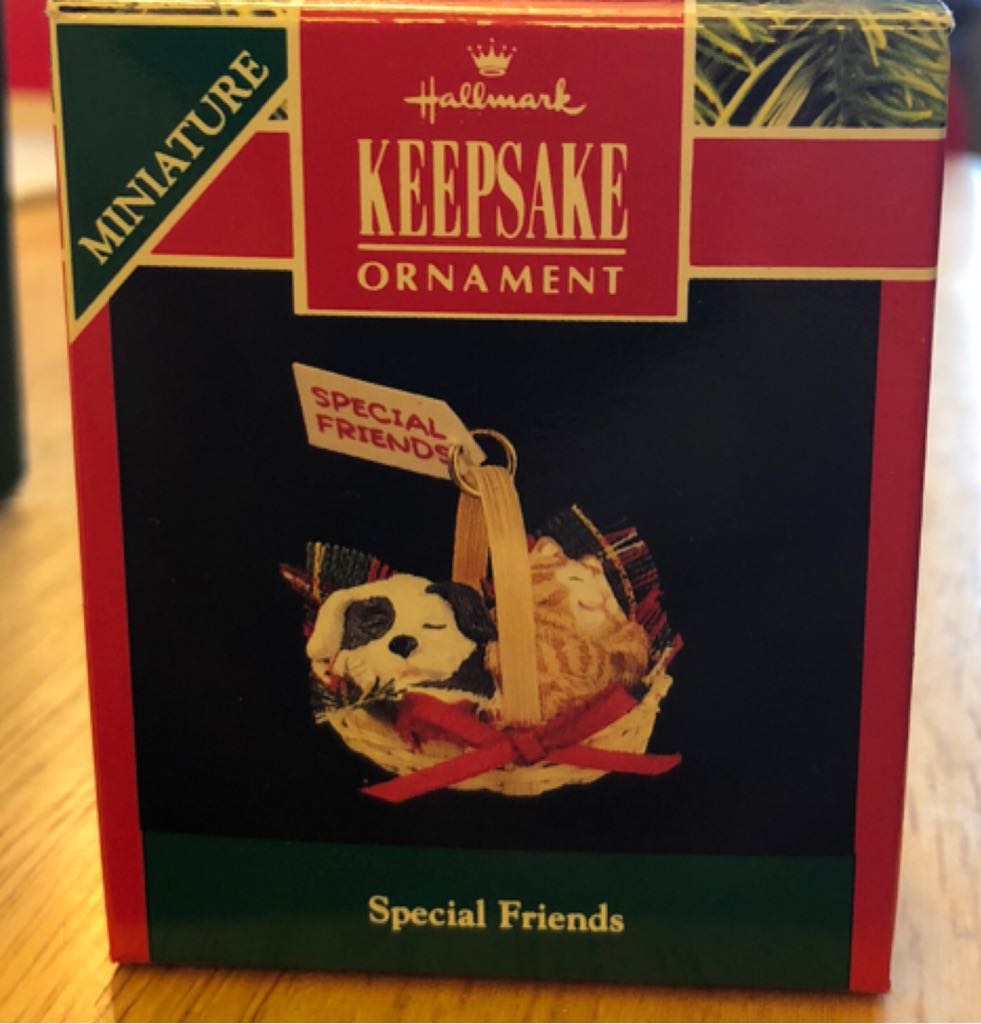 MINIATURE
Hallmark
KEEPSAKE
ORNAMENT
SPECIAL
FRIENDS
Special Friends